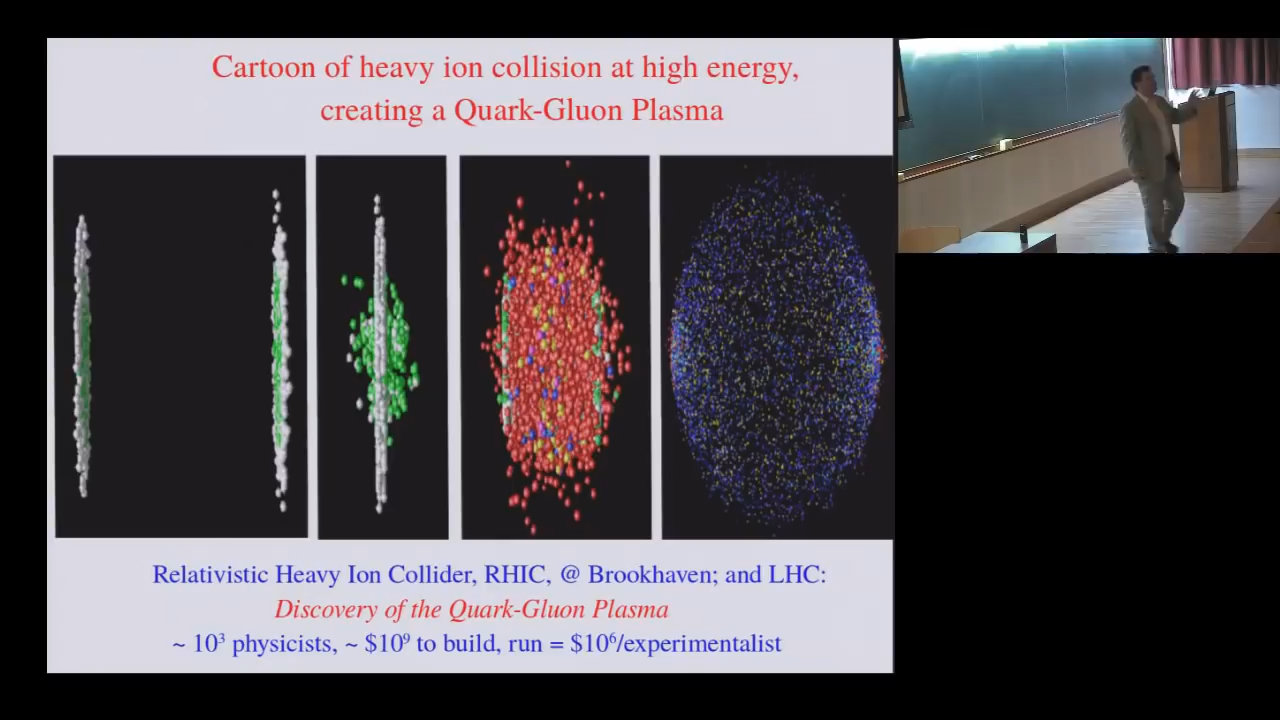 Cartoon of heavy ion collision at high energy,
creating a Quark-Gluon Plasma
Relativistic Heavy Ion Collider, RHIC, @ Brookhaven; and LHC:
Discovery of the Quark-Gluon Plasma
~ 10³ physicists, ~ $10⁹ to build, run = $10⁶/experimentalist